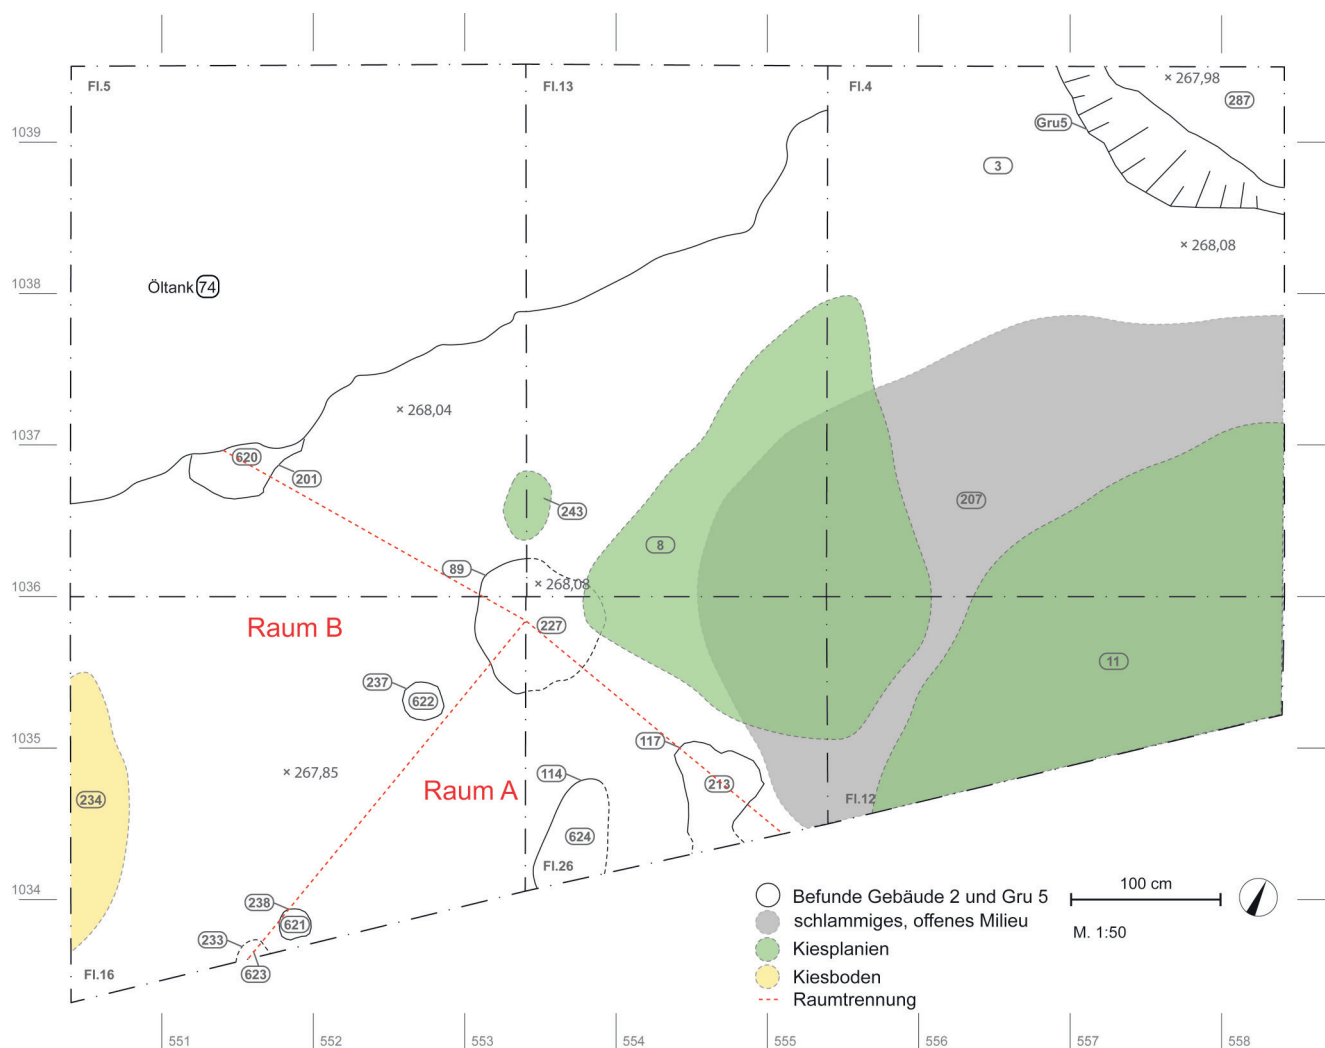 Fl.5
Fl.13
Fl.4
× 267,98
287
Gru5
1039
3
× 268,08
1038
Öltank 74
× 268,04
1037
620
201
243
207
8
89
× 268,08
1036
Raum B
227
11
237
622
1035
117
× 267,85
114
213
Raum A
234
Fl.12
624
Fl.26
1034
238
621
233
623
Fl.16
Befunde Gebäude 2 und Gru 5
schlammiges, offenes Milieu
Kiesplanien
Kiesboden
Raumtrennung
100 cm
M. 1:50
551
552
553
554
555
556
557
558